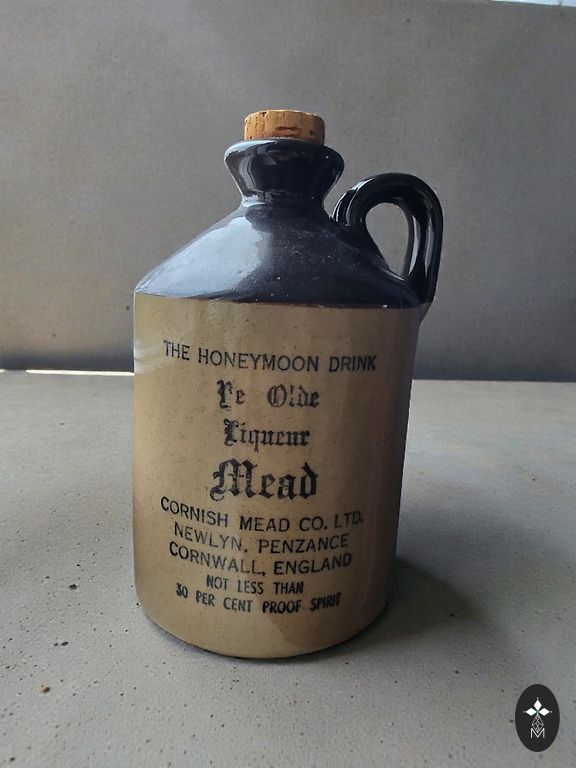 THE HONEYMOON DRINK
Ye Olde
Liqueur
Mead
CORNISH MEAD CO. LTD.
NEWLYN, PENZANCE
CORNWALL, ENGLAND
NOT LESS THAN
30 PER CENT PROOF SPIRIT
M